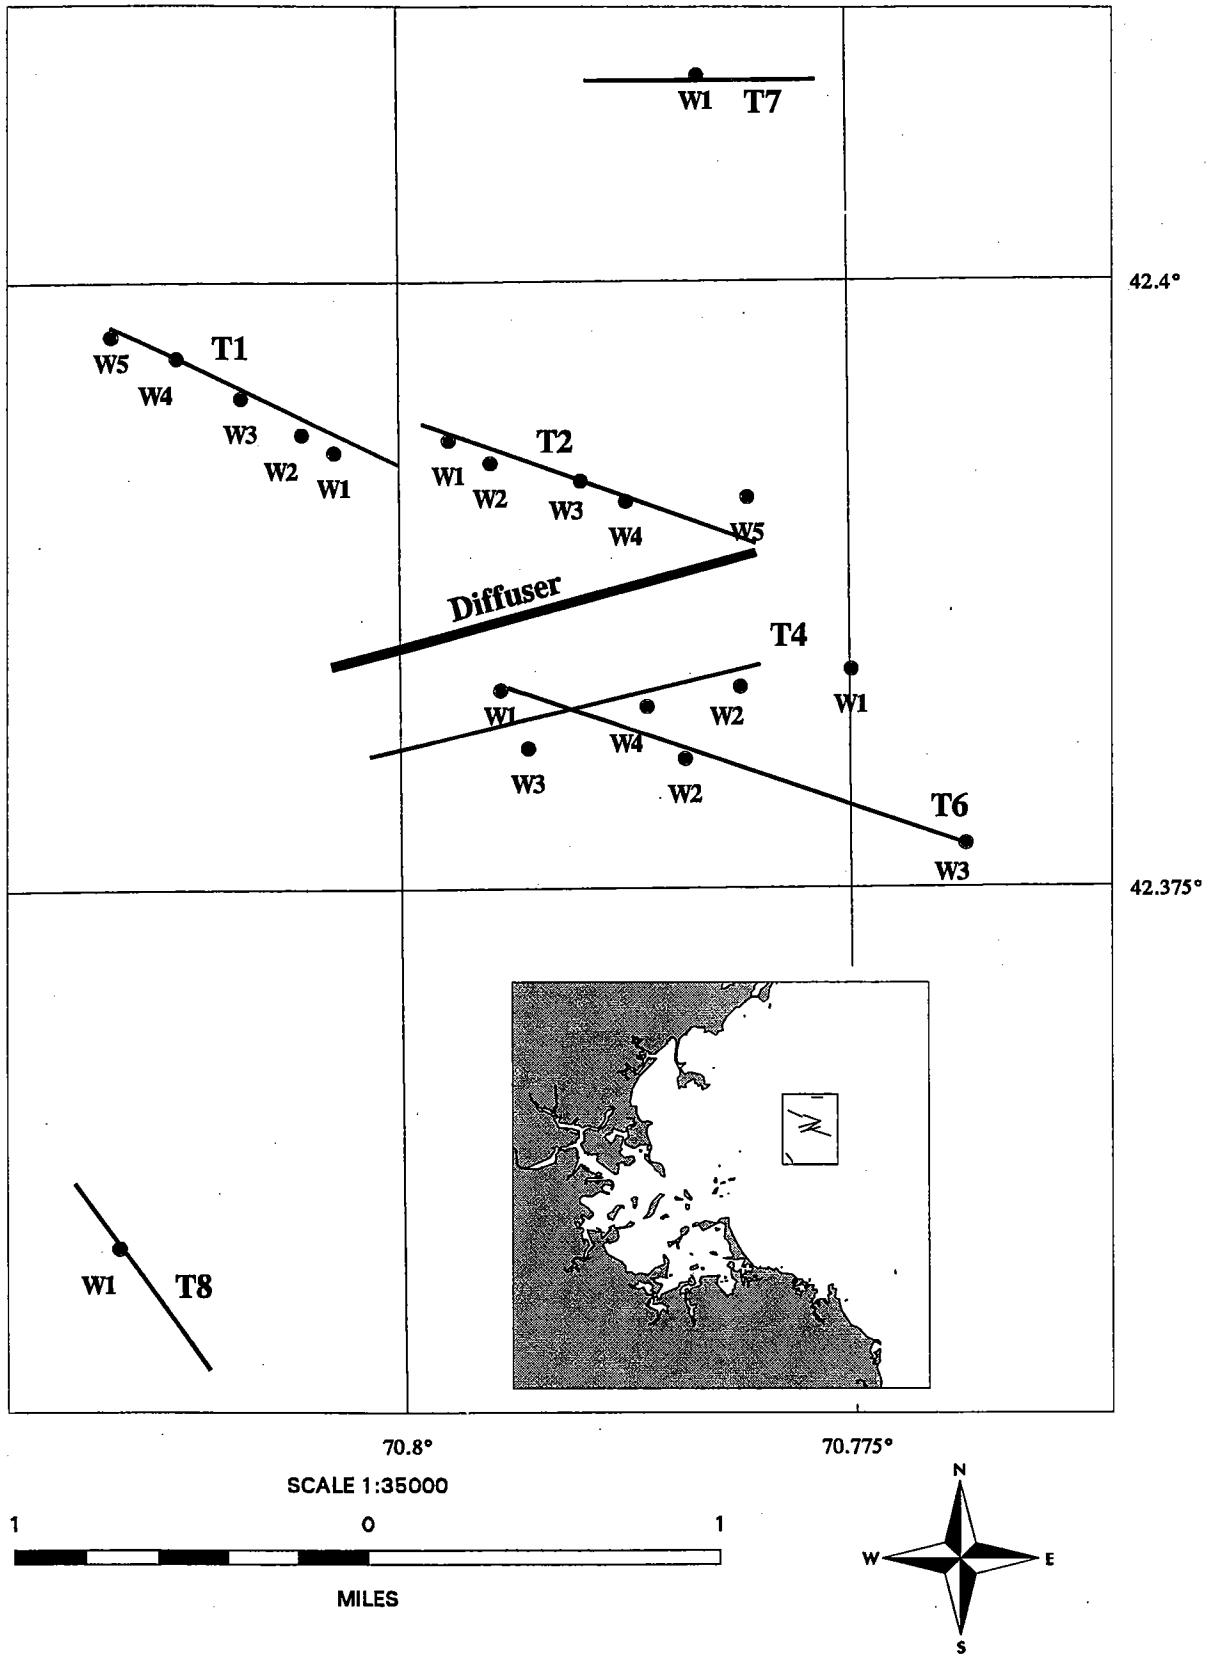 W1 T7
42.4°
W5 T1
W4
W3
W2
W1
T2
W1
W2
W3
W4
W5
Diffuser
T4
W1
W2
W1
W4
W3
W2
T6
W3
42.375°
W1 T8
70.8° 70.775°
SCALE 1:35000
1 0 1
MILES
N
W E
S